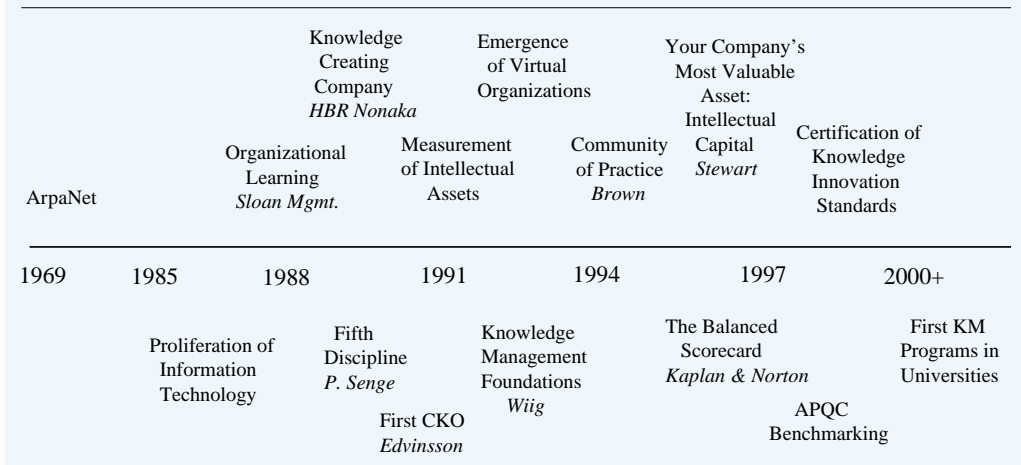 Knowledge
Creating
Company
HBR Nonaka
Emergence
of Virtual
Organizations
Your Company’s
Most Valuable
Asset:
Intellectual
Capital
Stewart
Organizational
Learning
Sloan Mgmt.
Measurement
of Intellectual
Assets
Community
of Practice
Brown
Certification of
Knowledge
Innovation
Standards
ArpaNet
1969 1985 1988 1991 1994 1997 2000+
Proliferation of
Information
Technology
Fifth
Discipline
P. Senge
First CKO
Edvinsson
Knowledge
Management
Foundations
Wiig
The Balanced
Scorecard
Kaplan & Norton
APQC
Benchmarking
First KM
Programs in
Universities